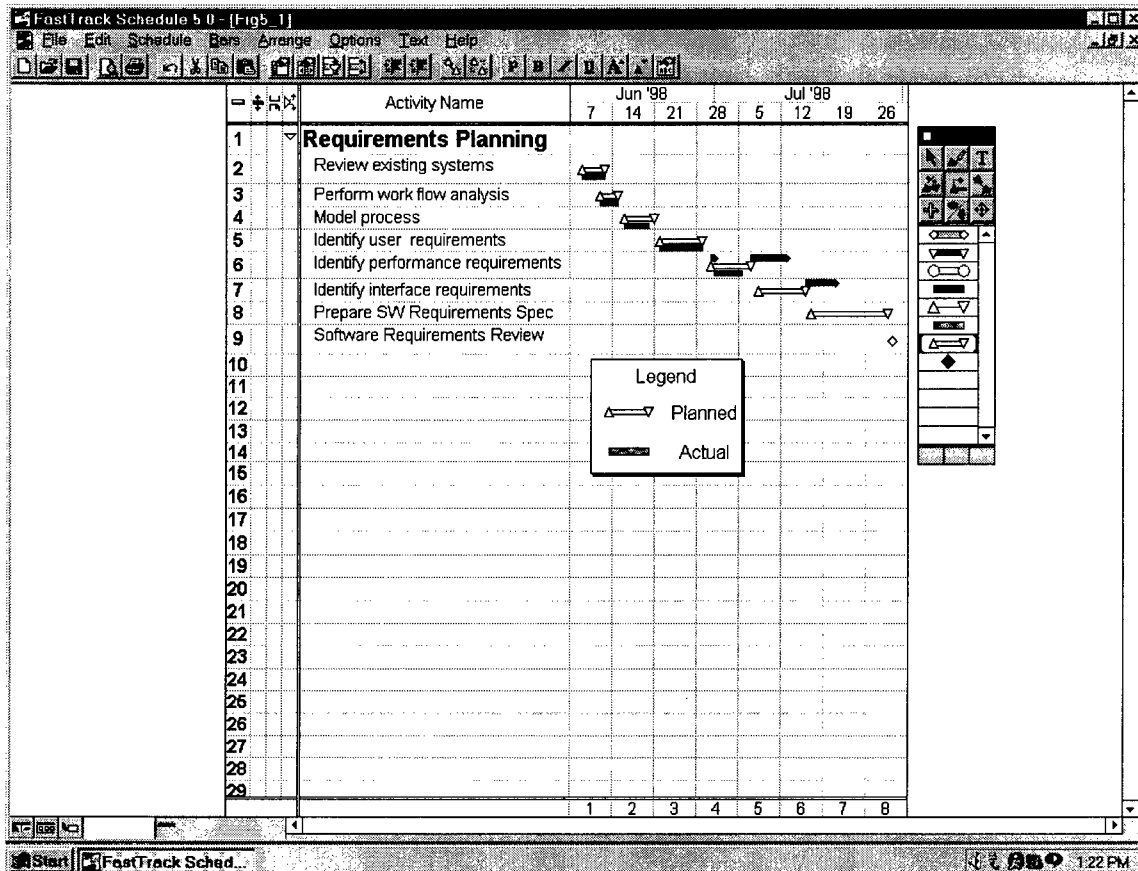 FastTrack Schedule 5.0 - [Fig5_1]
File Edit Schedule Bars Arrange Options Text Help
P B I U A A
Activity Name
Jun '98 Jul '98
7 14 21 28 5 12 19 26
1 Requirements Planning
2 Review existing systems
3 Perform work flow analysis
4 Model process
5 Identify user requirements
6 Identify performance requirements
7 Identify interface requirements
8 Prepare SW Requirements Spec
9 Software Requirements Review
10
11
12
13
14
15
16
17
18
19
20
21
22
23
24
25
26
27
28
29
Legend
Planned
Actual
T
1 2 3 4 5 6 7 8
Start FastTrack Sched... 1:22 PM